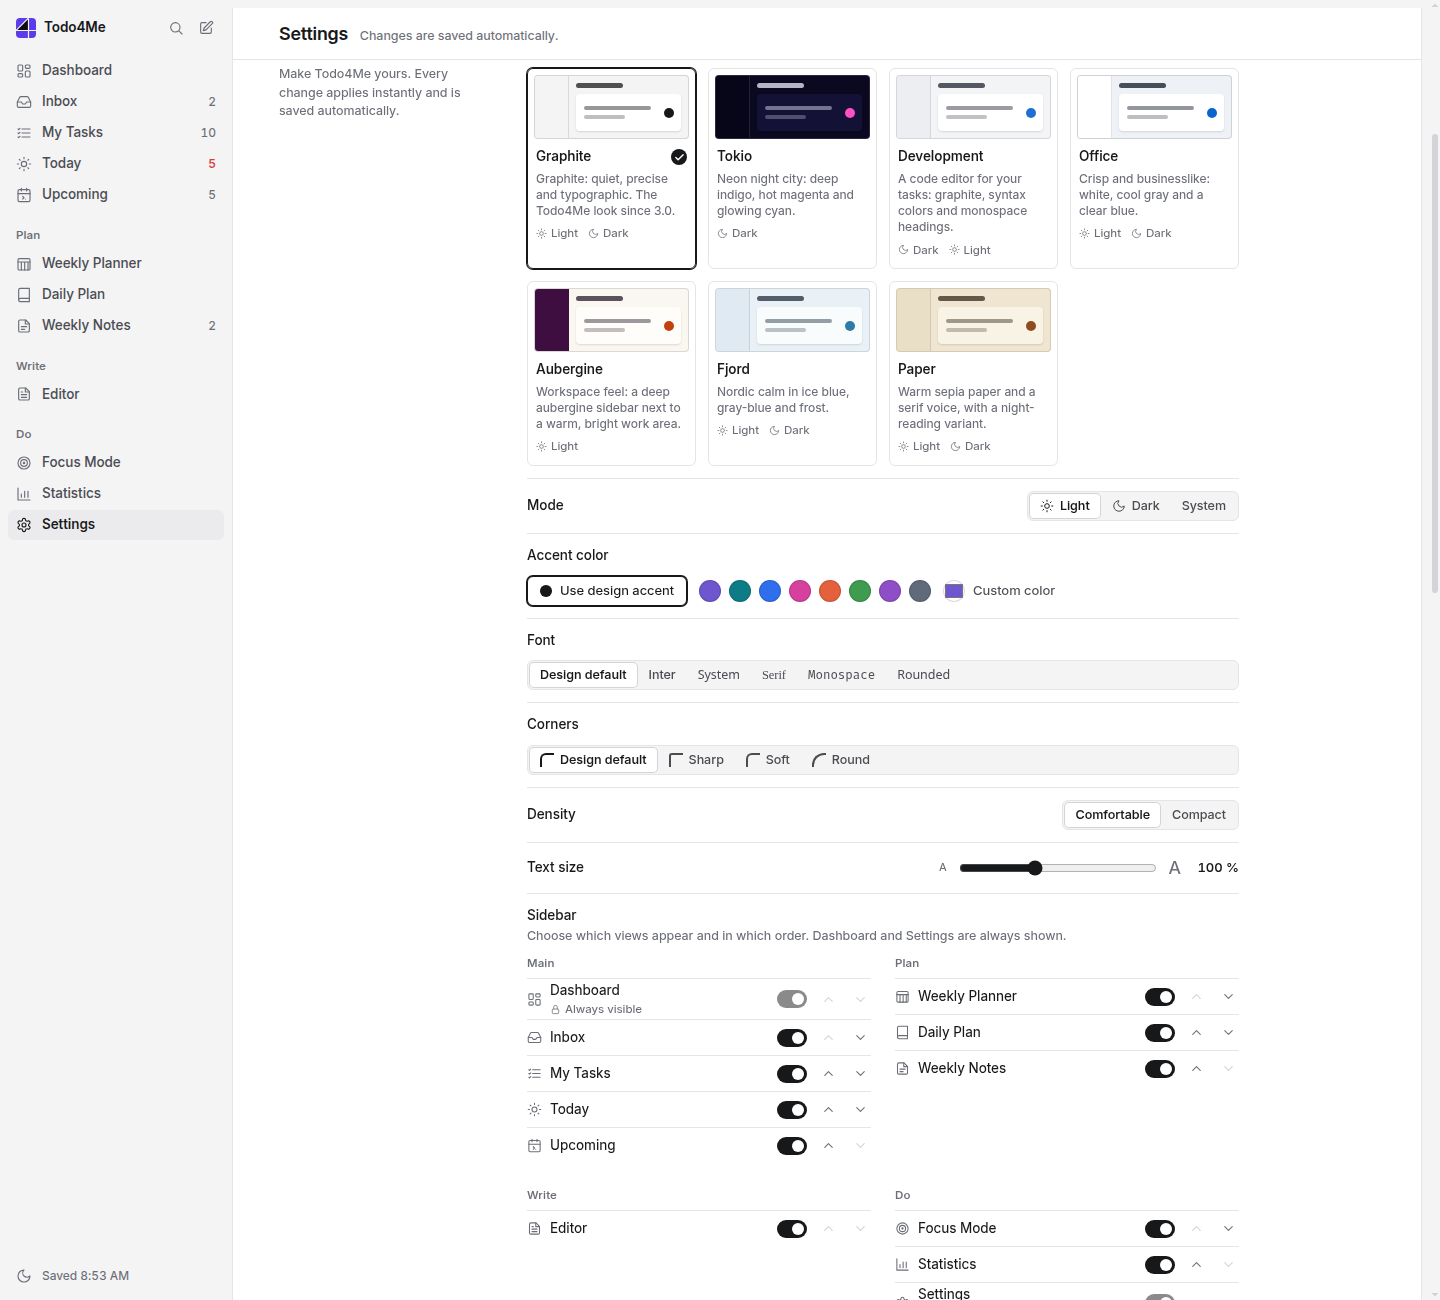 Todo4Me
Dashboard
Inbox 2
My Tasks 10
Today 5
Upcoming 5
Plan
Weekly Planner
Daily Plan
Weekly Notes 2
Write
Editor
Do
Focus Mode
Statistics
Settings
Saved 8:53 AM
Settings Changes are saved automatically.
Make Todo4Me yours. Every
change applies instantly and is
saved automatically.
Graphite
Graphite: quiet, precise
and typographic. The
Todo4Me look since 3.0.
Light Dark
Tokio
Neon night city: deep
indigo, hot magenta and
glowing cyan.
Dark
Development
A code editor for your
tasks: graphite, syntax
colors and monospace
headings.
Dark Light
Office
Crisp and businesslike:
white, cool gray and a
clear blue.
Light Dark
Aubergine
Workspace feel: a deep
aubergine sidebar next to
a warm, bright work area.
Light
Fjord
Nordic calm in ice blue,
gray-blue and frost.
Light Dark
Paper
Warm sepia paper and a
serif voice, with a night-
reading variant.
Light Dark
Mode Light Dark System
Accent color
Use design accent Custom color
Font
Design default Inter System Serif Monospace Rounded
Corners
Design default Sharp Soft Round
Density Comfortable Compact
Text size A A 100 %
Sidebar
Choose which views appear and in which order. Dashboard and Settings are always shown.
Main
Dashboard
Always visible
Inbox
My Tasks
Today
Upcoming
Plan
Weekly Planner
Daily Plan
Weekly Notes
Write
Editor
Do
Focus Mode
Statistics
Settings